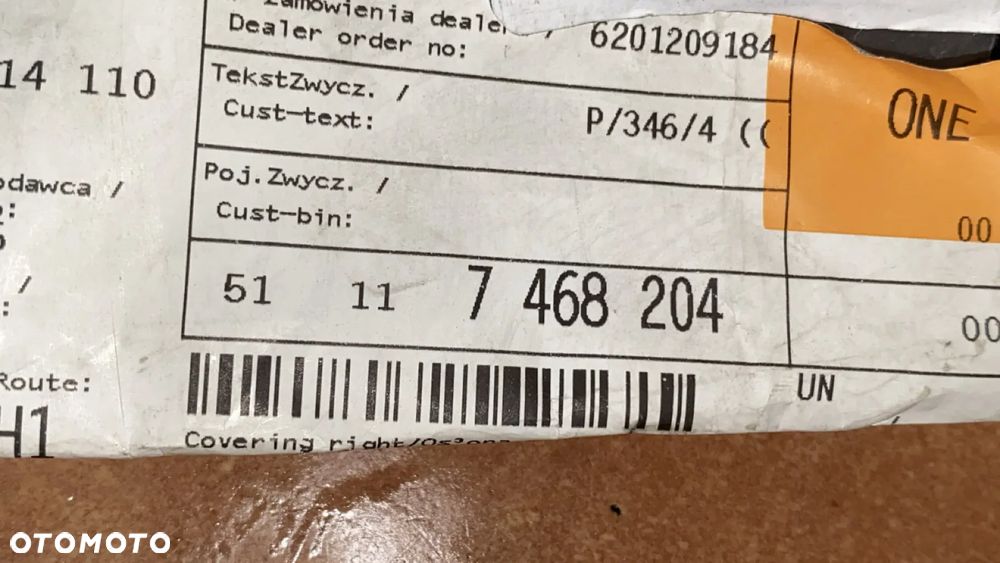 Zamówienia dealer /
Dealer order no: 6201209184
14 110
TekstZwycz. /
Cust-text: P/346/4 ((
ONE
odawca /
Poj.Zwycz. /
Cust-bin:
00
51 11 7 468 204
00
Route:
H1
UN
Covering right/
OTOMOTO